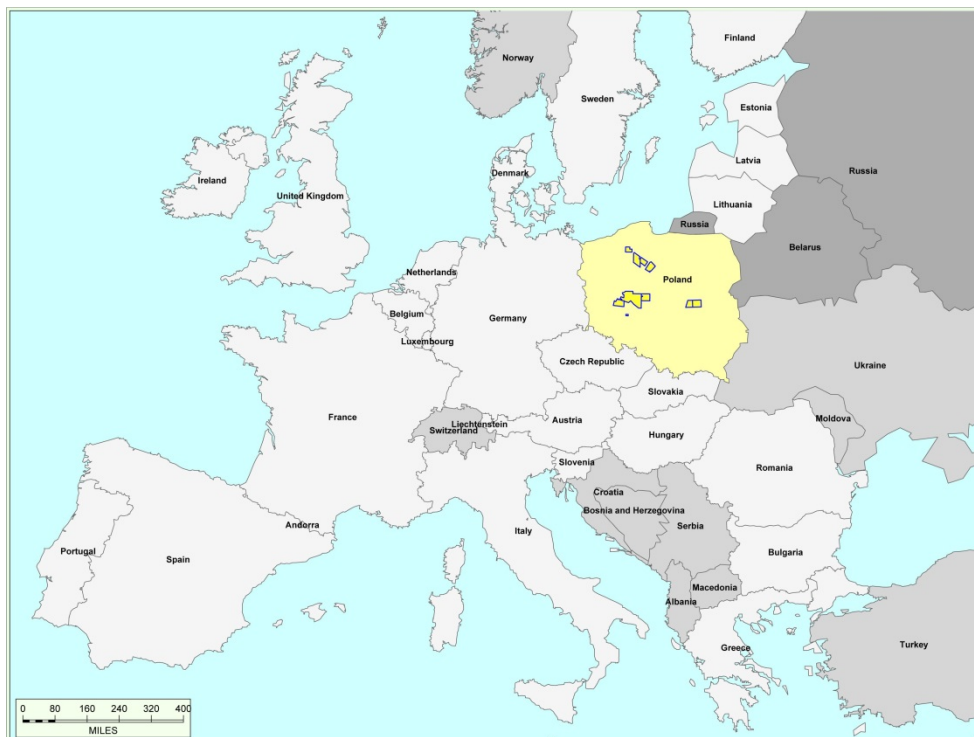 Finland
Norway
Sweden
Estonia
Latvia
Russia
Ireland
Denmark
United Kingdom
Lithuania
Russia
Belarus
Netherlands
Poland
Belgium
Germany
Luxembourg
Czech Republic
Ukraine
Slovakia
France
Moldova
Liechtenstein
Austria
Switzerland
Hungary
Slovenia
Romania
Croatia
Bosnia and Herzegovina
Andorra
Serbia
Italy
Portugal
Bulgaria
Spain
Macedonia
Albania
Turkey
Greece
0 80 160 240 320 400
MILES